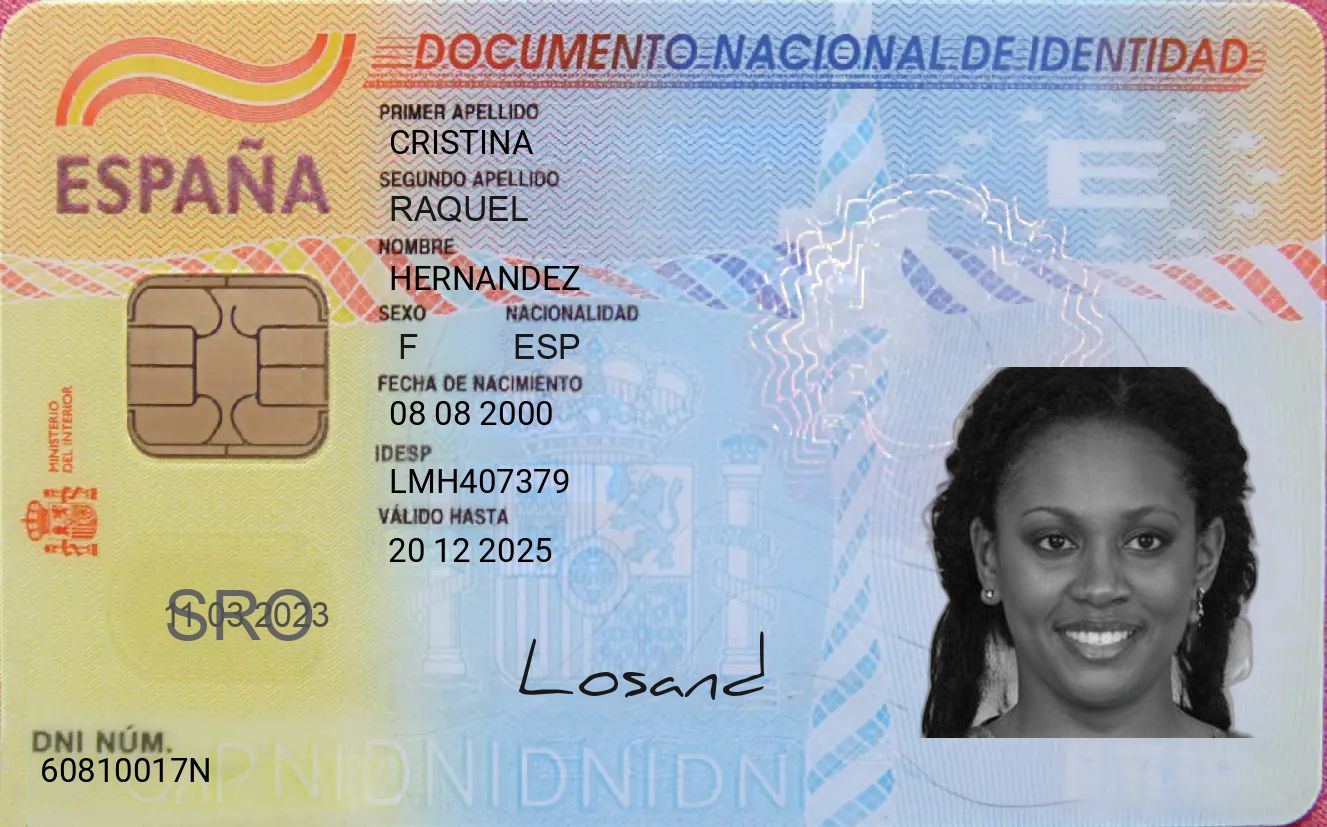 DOCUMENTO NACIONAL DE IDENTIDAD
ESPAÑA
PRIMER APELLIDO
CRISTINA
SEGUNDO APELLIDO
RAQUEL
NOMBRE
HERNANDEZ
SEXO NACIONALIDAD
F ESP
FECHA DE NACIMIENTO
08 08 2000
IDESP
LMH407379
VÁLIDO HASTA
20 12 2025
MINISTERIO
DEL INTERIOR
E
SRO
11 03 2023
Losand
DNI NÚM.
60810017N
DNIDNIDNIDN